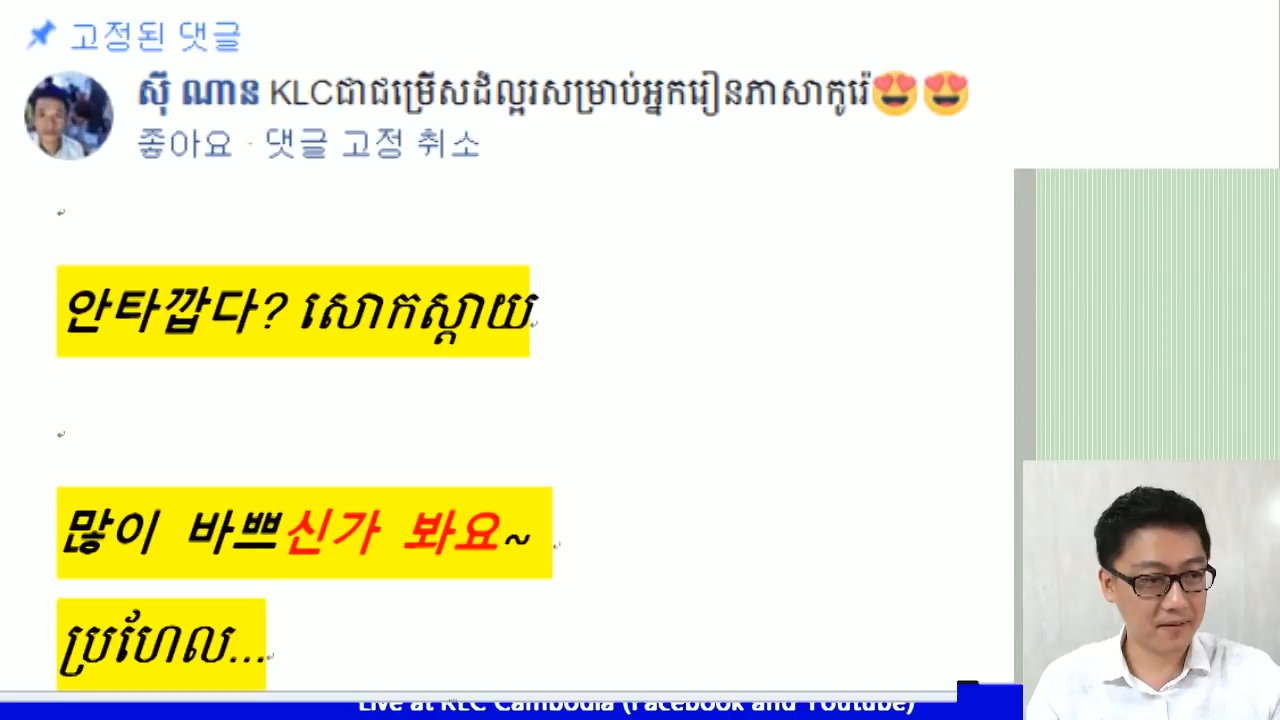 고정된 댓글
ស៊ី ណាន KLCជាជម្រើសដ៏ល្អរសម្រាប់អ្នករៀនភាសាកូរ៉េ😍😍
좋아요 · 댓글 고정 취소
안타깝다? សោកស្ដាយ
많이 바쁘신가 봐요~
ប្រហែល...
Live at KLC Cambodia (Facebook and Youtube)